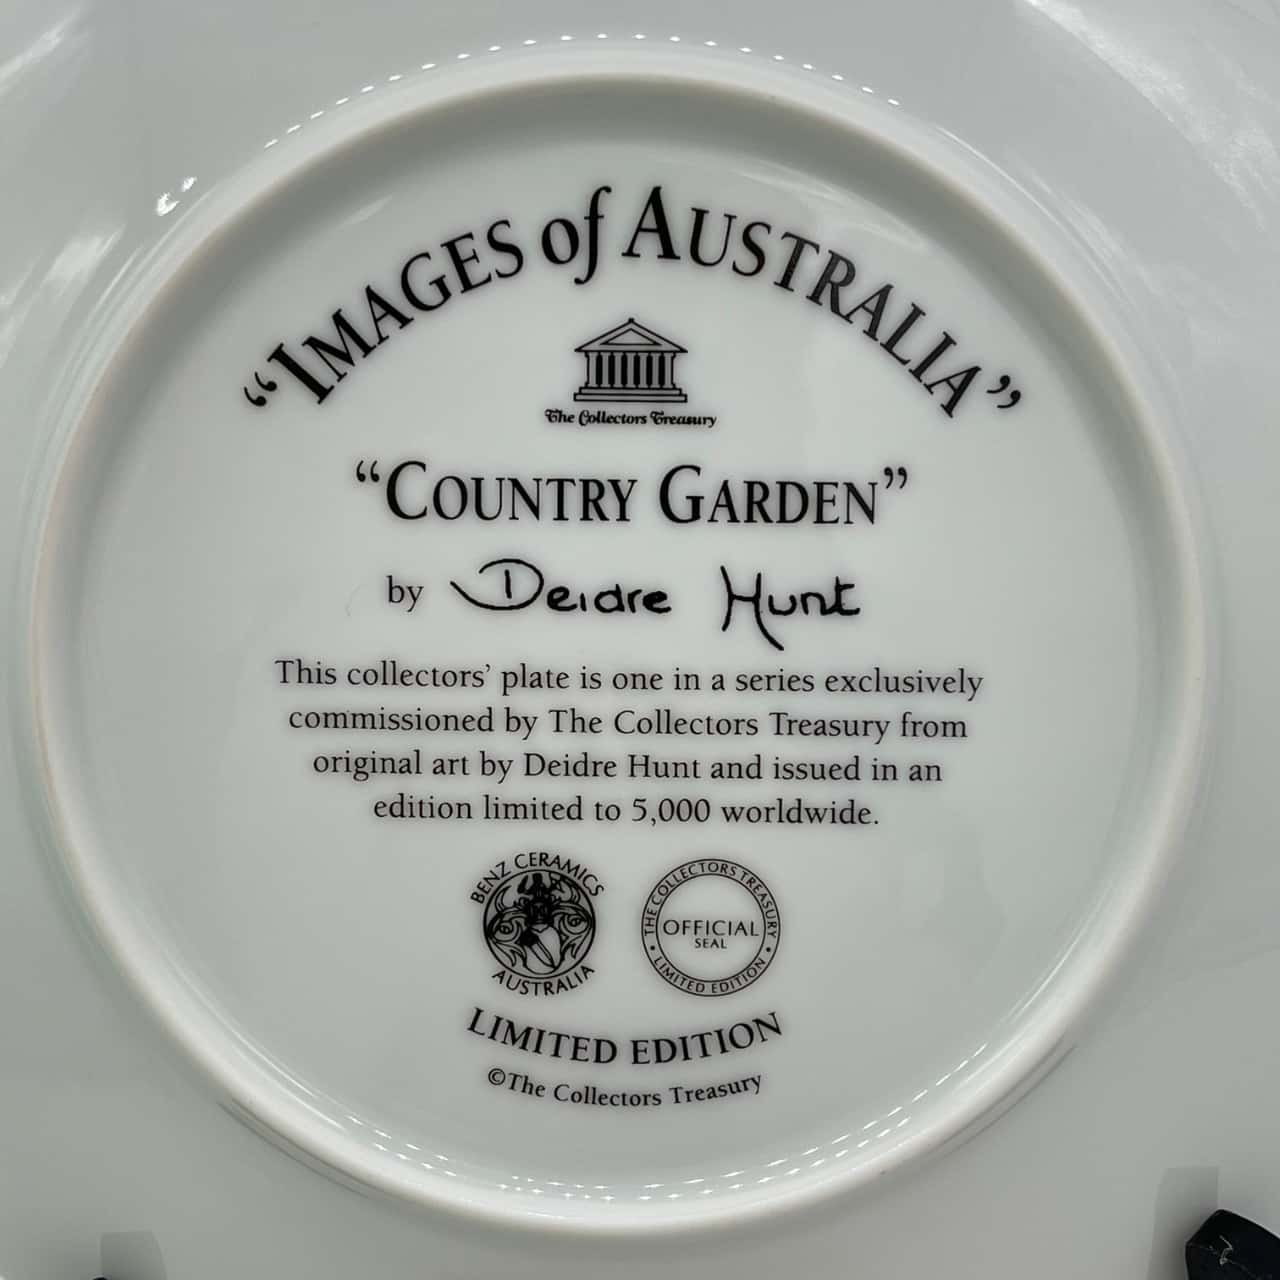 “IMAGES of AUSTRALIA”
The Collectors Treasury
“COUNTRY GARDEN”
by Deidre Hunt
This collectors’ plate is one in a series exclusively
commissioned by The Collectors Treasury from
original art by Deidre Hunt and issued in an
edition limited to 5,000 worldwide.
BENZ CERAMICS
AUSTRALIA
THE COLLECTORS TREASURY
OFFICIAL
SEAL
• LIMITED EDITION •
LIMITED EDITION
©The Collectors Treasury